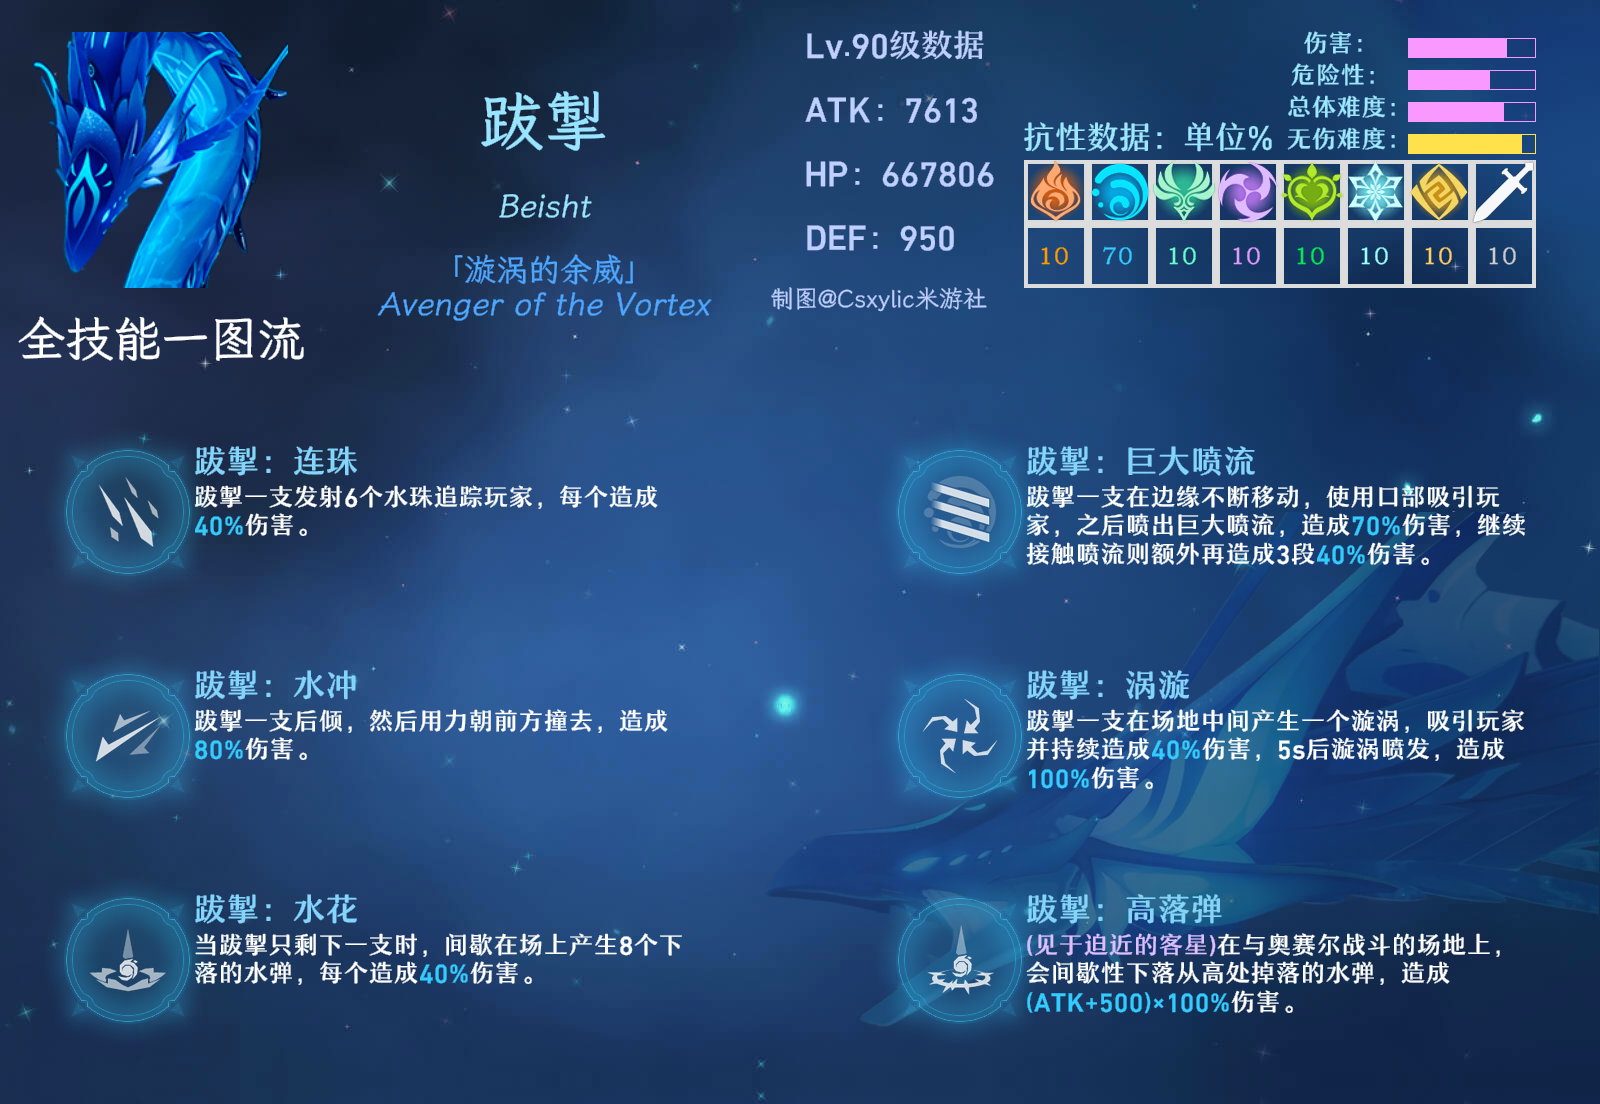 跋掣
Beisht
「漩涡的余威」
Avenger of the Vortex
全技能一图流
Lv.90级数据
ATK：7613
HP：667806
DEF：950
制图@Csxylic米游社
伤害：
危险性：
总体难度：
无伤难度：
抗性数据：单位%
10 70 10 10 10 10 10 10
跋掣：连珠
跋掣一支发射6个水珠追踪玩家，每个造成
40%伤害。
跋掣：巨大喷流
跋掣一支在边缘不断移动，使用口部吸引玩
家，之后喷出巨大喷流，造成70%伤害，继续
接触喷流则额外再造成3段40%伤害。
跋掣：水冲
跋掣一支后倾，然后用力朝前方撞去，造成
80%伤害。
跋掣：涡漩
跋掣一支在场地中间产生一个漩涡，吸引玩家
并持续造成40%伤害，5s后漩涡喷发，造成
100%伤害。
跋掣：水花
当跋掣只剩下一支时，间歇在场上产生8个下
落的水弹，每个造成40%伤害。
跋掣：高落弹
(见于迫近的客星)在与奥赛尔战斗的场地上，
会间歇性下落从高处掉落的水弹，造成
(ATK+500)×100%伤害。